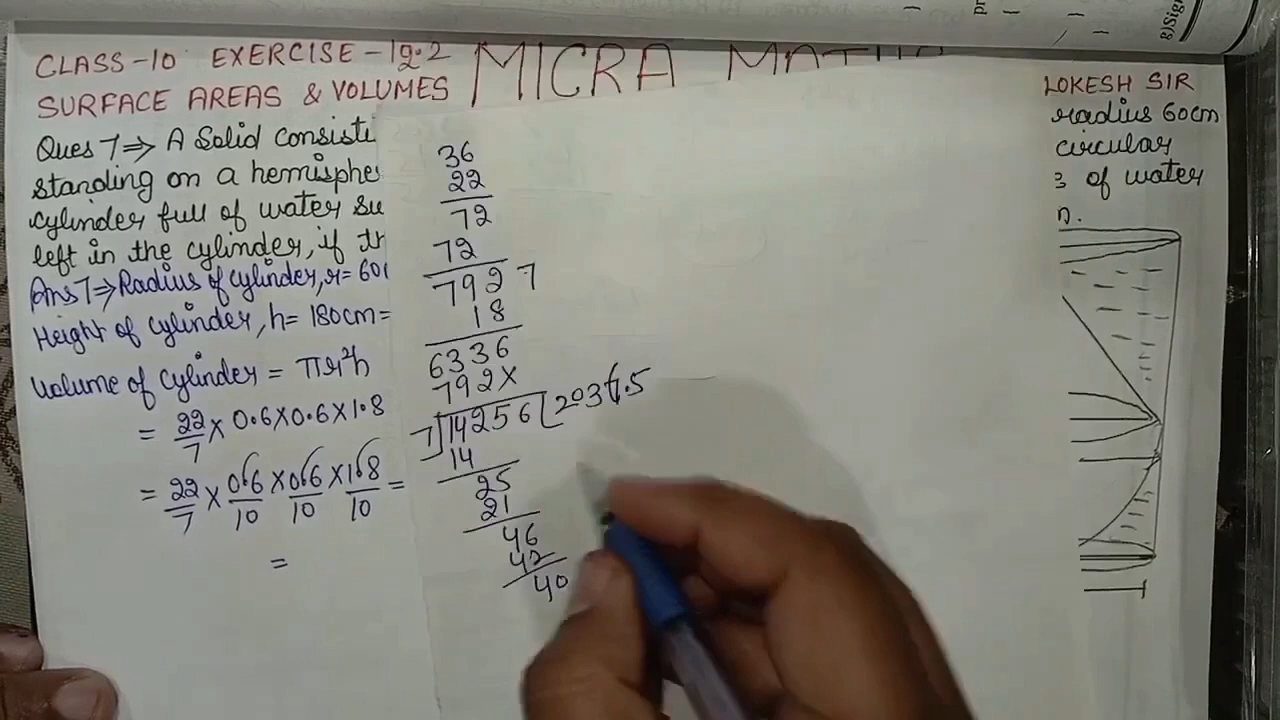 CLASS-10 EXERCISE-12.2
SURFACE AREAS & VOLUMES
MICRA
LOKESH SIR
Ques 7⇒ A Solid consisti
standing on a hemisphe
cylinder full of water su
left in the cylinder, if th
radius 60cm
circular
of water
n.
Ans 7⇒ Radius of cylinder, r= 60
Height of cylinder, h= 180cm=
Volume of cylinder = πr²h
= 22/7 × 0.6×0.6×1.8
= 22/7 × 06/10 × 06/10 × 18/10 =
=
36
22
72
72
792 7
18
6336
792×
7)14256(2036.5
14
25
21
46
42
40